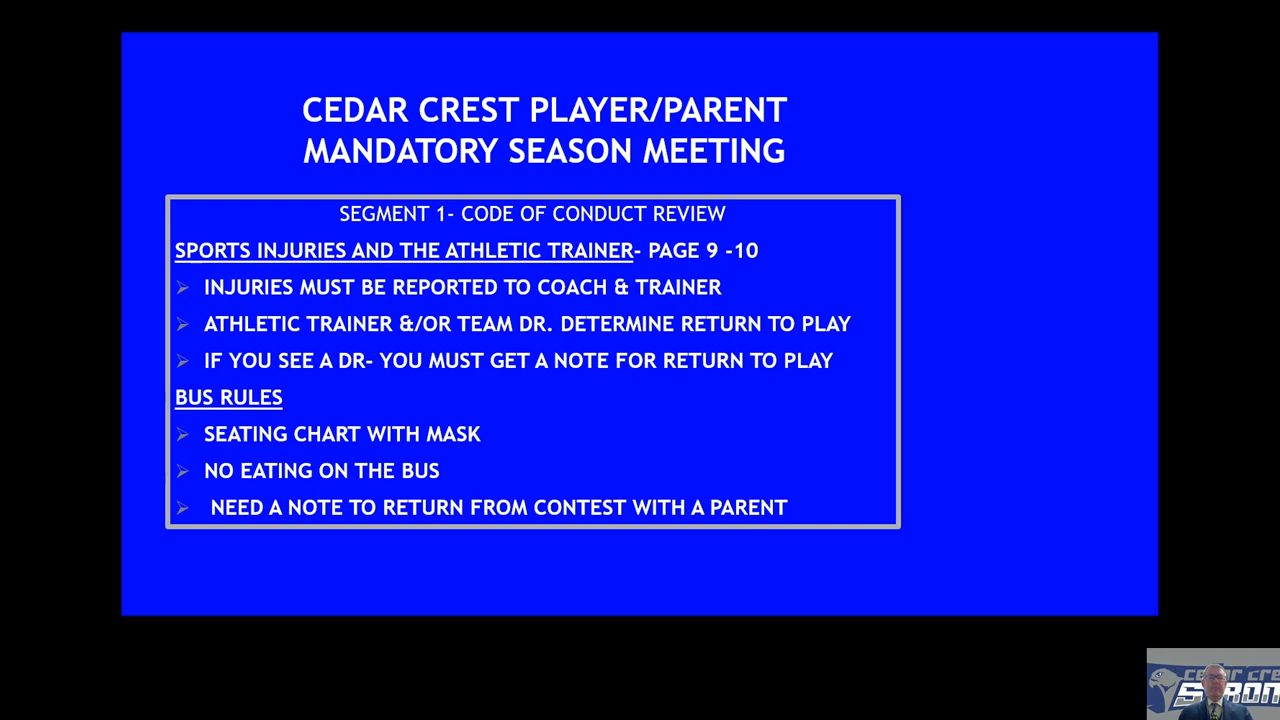 CEDAR CREST PLAYER/PARENT
MANDATORY SEASON MEETING
SEGMENT 1- CODE OF CONDUCT REVIEW
SPORTS INJURIES AND THE ATHLETIC TRAINER- PAGE 9 -10
INJURIES MUST BE REPORTED TO COACH & TRAINER
ATHLETIC TRAINER &/OR TEAM DR. DETERMINE RETURN TO PLAY
IF YOU SEE A DR- YOU MUST GET A NOTE FOR RETURN TO PLAY
BUS RULES
SEATING CHART WITH MASK
NO EATING ON THE BUS
NEED A NOTE TO RETURN FROM CONTEST WITH A PARENT
cedar cre